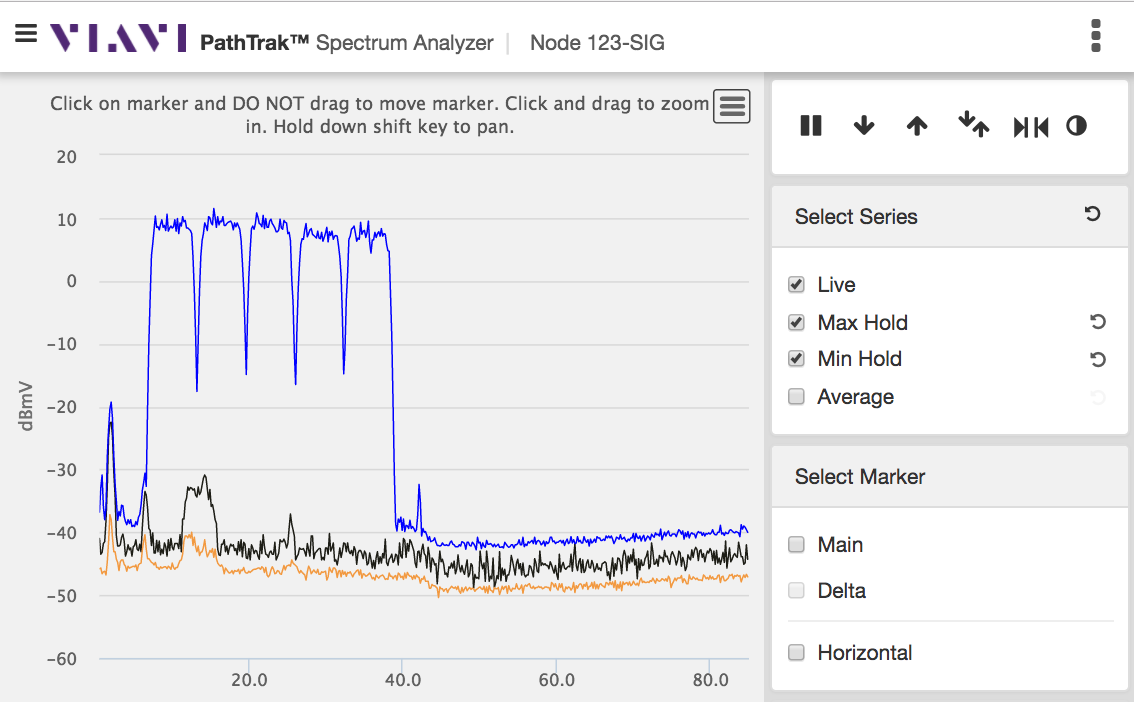 VIAVI PathTrak™ Spectrum Analyzer | Node 123-SIG
Click on marker and DO NOT drag to move marker. Click and drag to zoom
in. Hold down shift key to pan.
20
10
0
−10
−20
−30
−40
−50
−60
dBmV
20.0 40.0 60.0 80.0
Select Series
Live
Max Hold
Min Hold
Average
Select Marker
Main
Delta
Horizontal